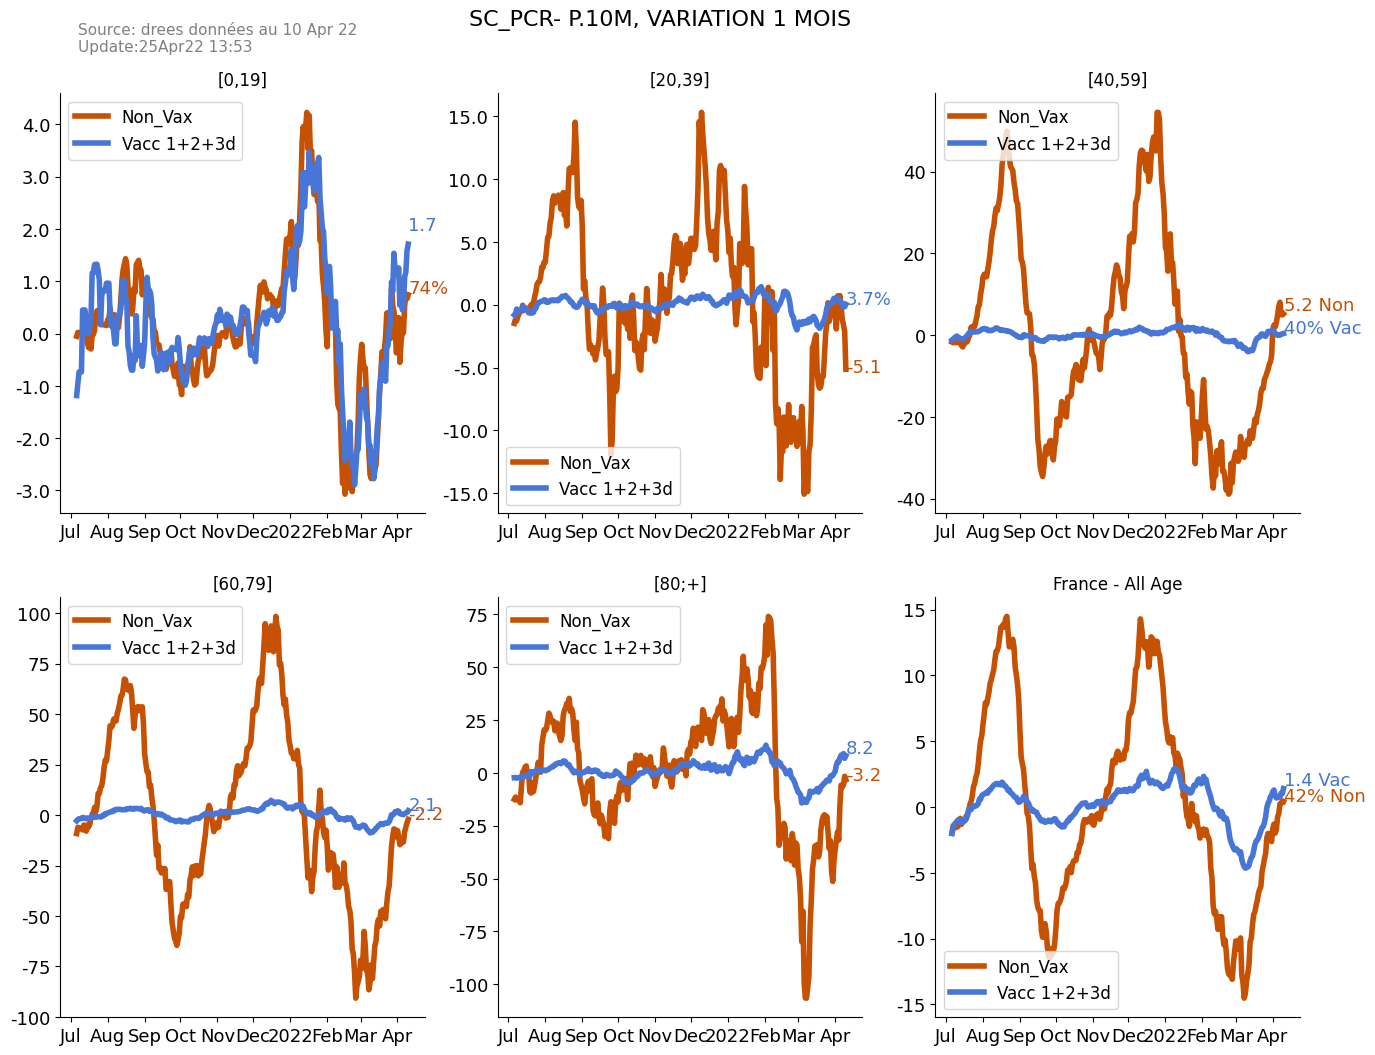 SC_PCR- P.10M, VARIATION 1 MOIS
Source: drees données au 10 Apr 22
Update:25Apr22 13:53
[0,19]
Non_Vax
Vacc 1+2+3d
4.0
3.0
2.0
1.0
0.0
-1.0
-2.0
-3.0
1.7
74%
Jul Aug Sep Oct Nov Dec 2022 Feb Mar Apr
[20,39]
15.0
10.0
5.0
0.0
-5.0
-10.0
-15.0
3.7%
-5.1
Non_Vax
Vacc 1+2+3d
Jul Aug Sep Oct Nov Dec 2022 Feb Mar Apr
[40,59]
Non_Vax
Vacc 1+2+3d
40
20
0
-20
-40
5.2 Non
40% Vac
Jul Aug Sep Oct Nov Dec 2022 Feb Mar Apr
[60,79]
Non_Vax
Vacc 1+2+3d
100
75
50
25
0
-25
-50
-75
-100
2.1
-2.2
Jul Aug Sep Oct Nov Dec 2022 Feb Mar Apr
[80;+]
Non_Vax
Vacc 1+2+3d
75
50
25
0
-25
-50
-75
-100
8.2
-3.2
Jul Aug Sep Oct Nov Dec 2022 Feb Mar Apr
France - All Age
15
10
5
0
-5
-10
-15
1.4 Vac
42% Non
Non_Vax
Vacc 1+2+3d
Jul Aug Sep Oct Nov Dec 2022 Feb Mar Apr